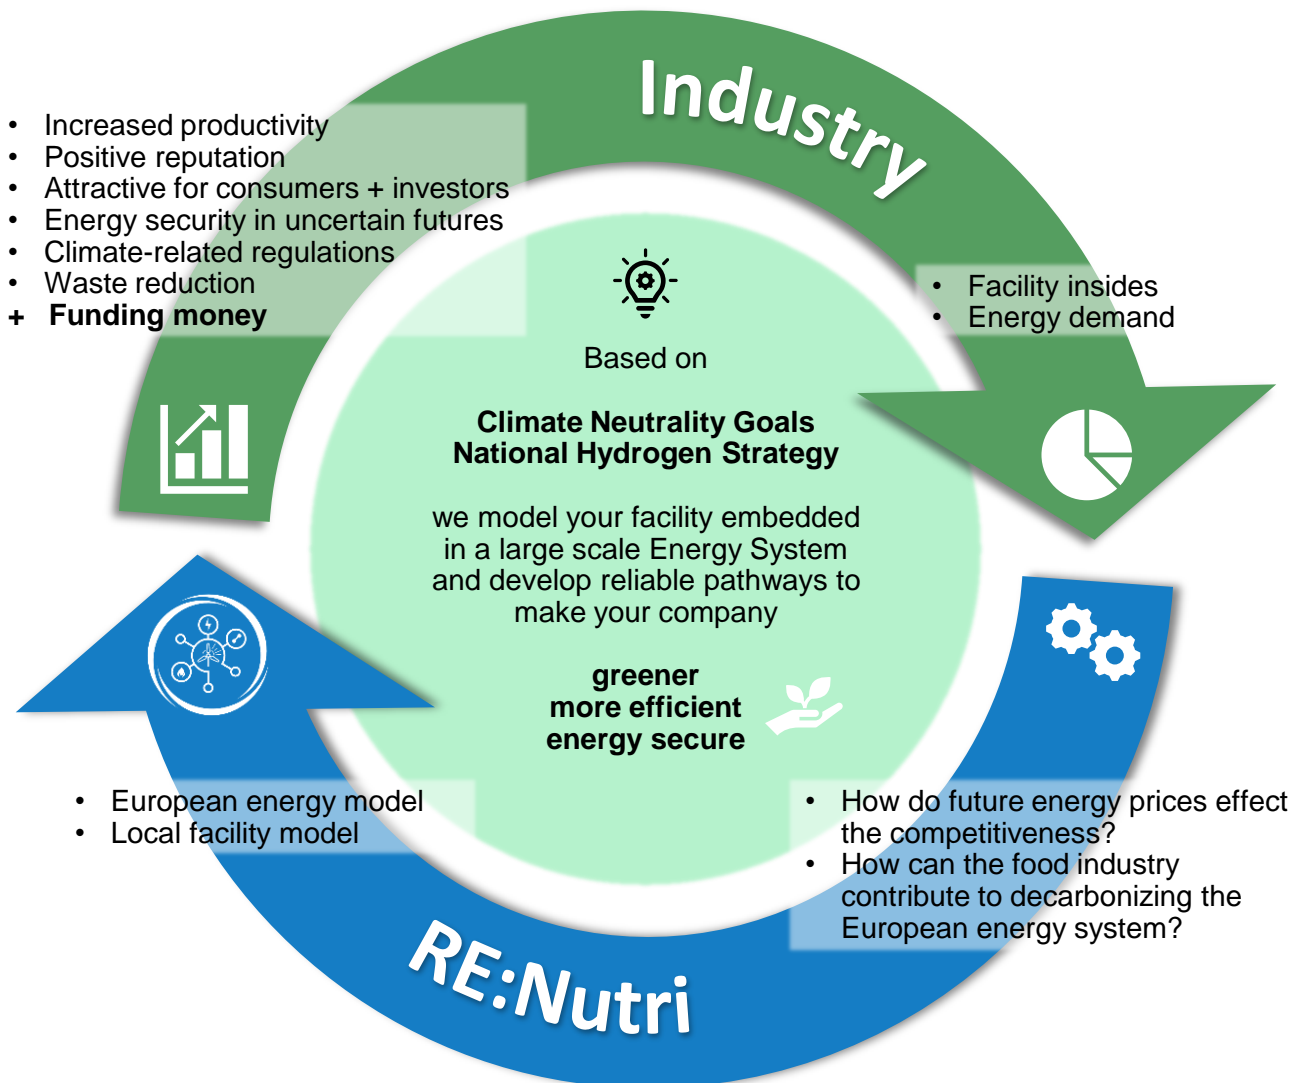 Industry
• Increased productivity
• Positive reputation
• Attractive for consumers + investors
• Energy security in uncertain futures
• Climate-related regulations
• Waste reduction
+ Funding money
• Facility insides
• Energy demand
Based on
Climate Neutrality Goals
National Hydrogen Strategy
we model your facility embedded
in a large scale Energy System
and develop reliable pathways to
make your company
greener
more efficient
energy secure
• European energy model
• Local facility model
• How do future energy prices effect
the competitiveness?
• How can the food industry
contribute to decarbonizing the
European energy system?
RE:Nutri